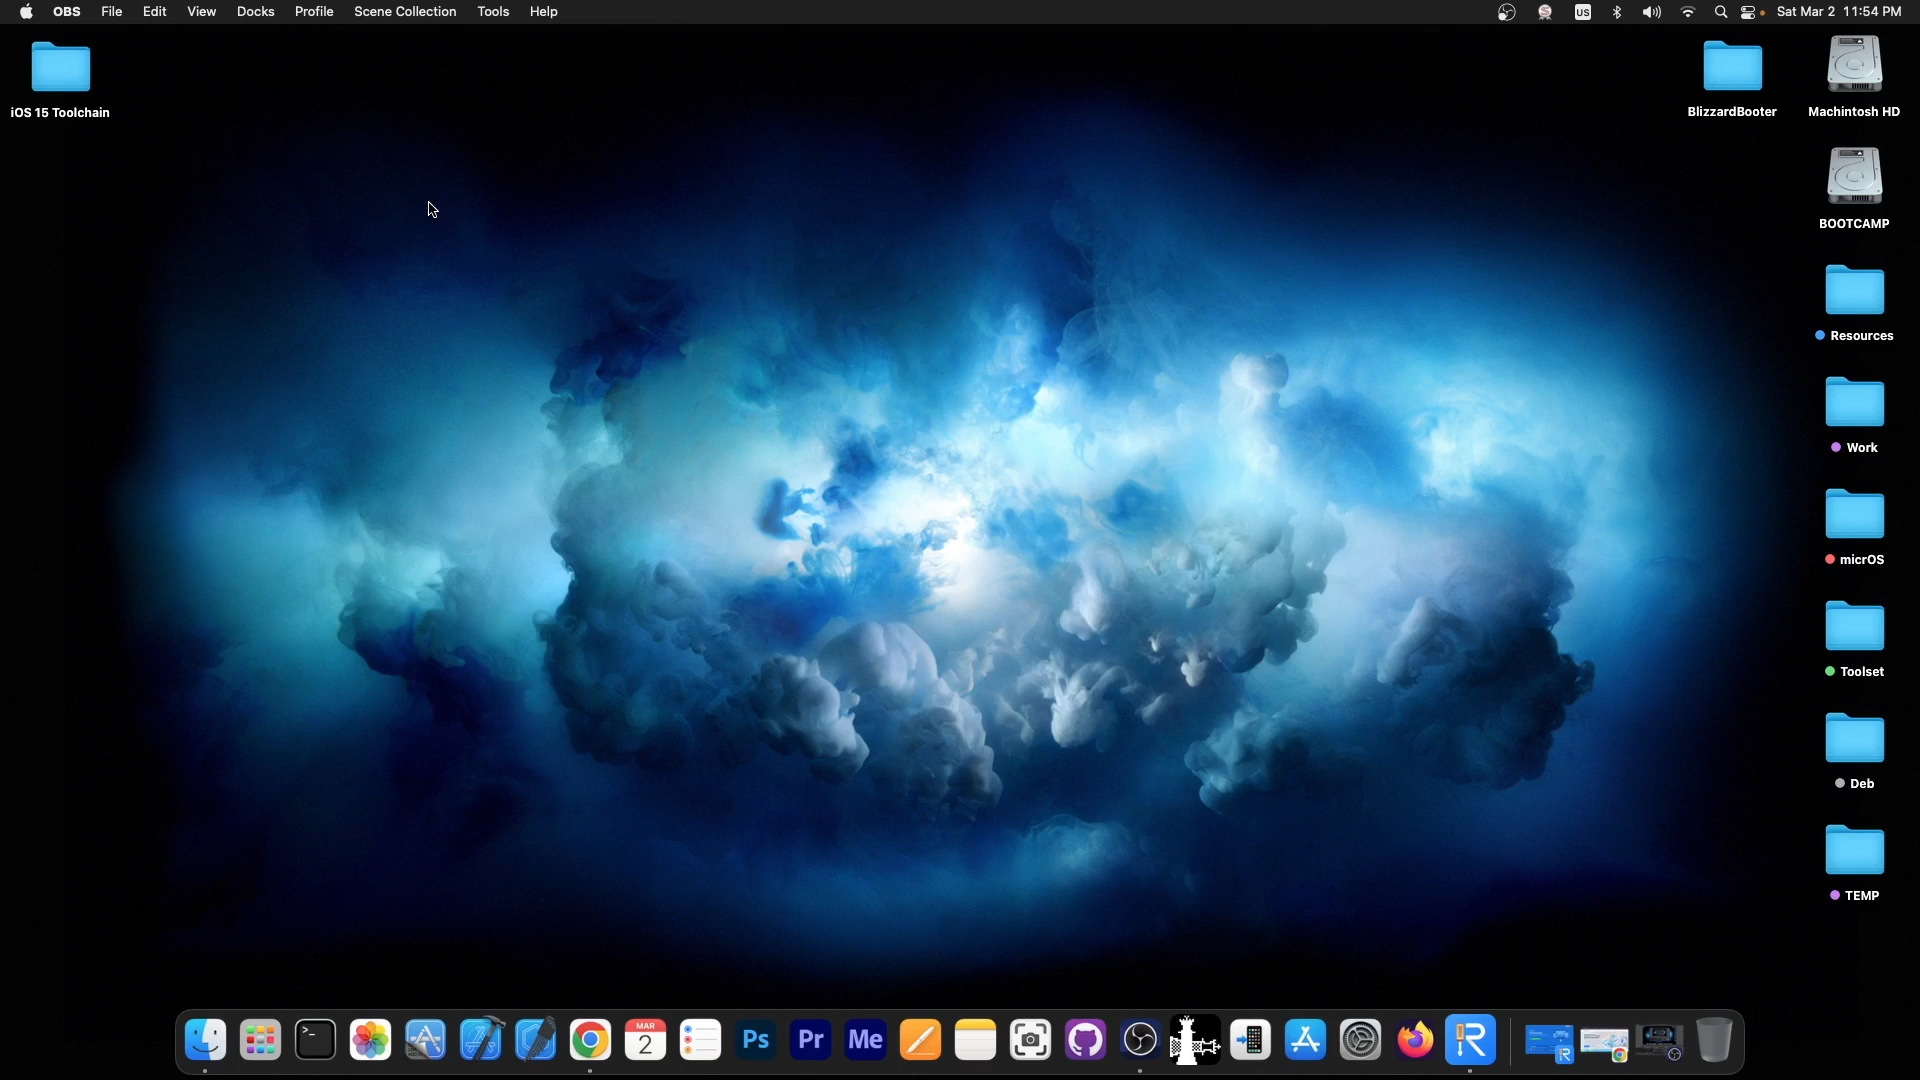 OBS File Edit View Docks Profile Scene Collection Tools Help US Sat Mar 2 11:54 PM
iOS 15 Toolchain
BlizzardBooter
Machintosh HD
BOOTCAMP
Resources
Work
micrOS
Toolset
Deb
TEMP
>_ MAR 2 Ps Pr Me R